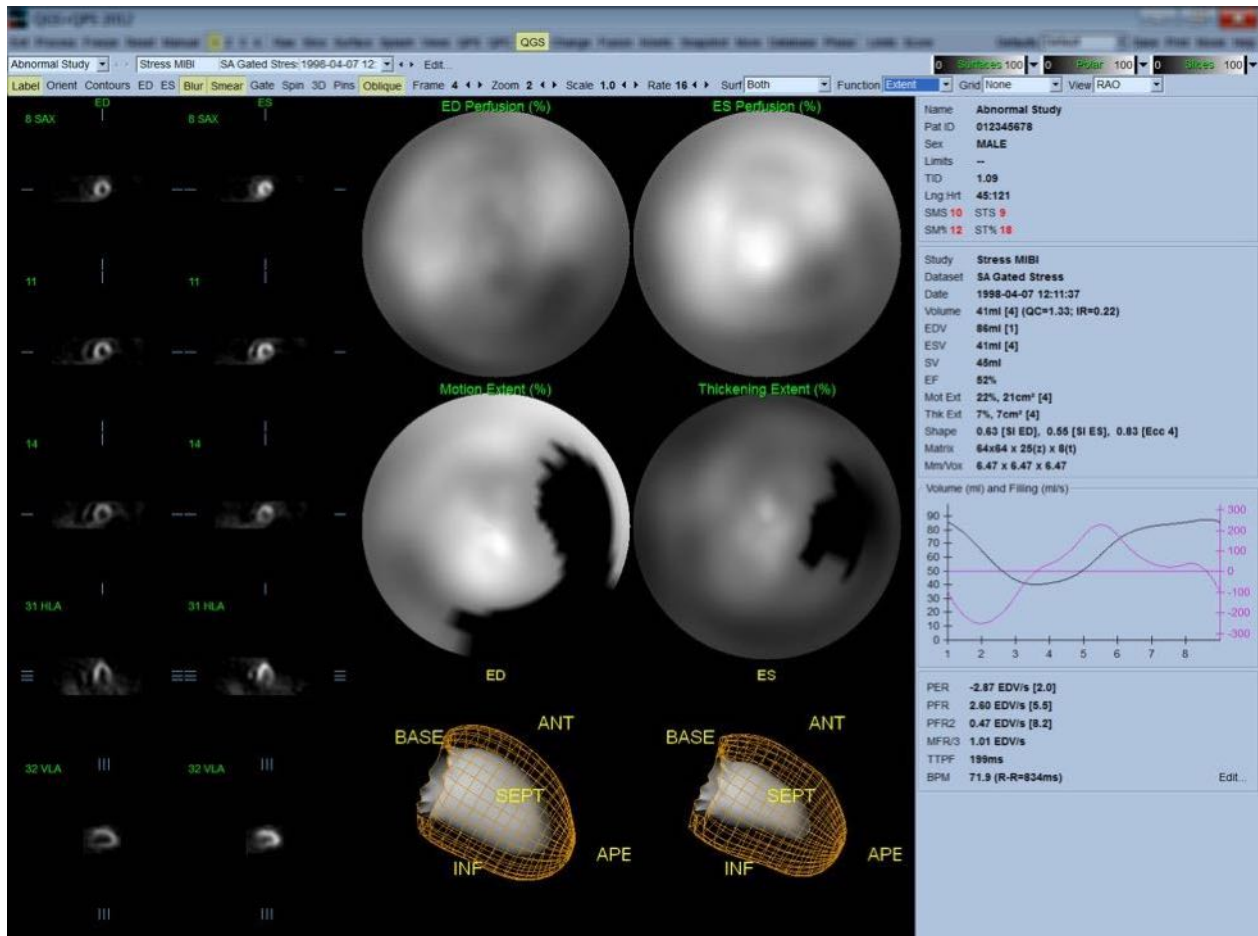 QGS+QPS 2012
QGS
Abnormal Study Stress MIBI SA Gated Stres: 1998-04-07 12: Edit...
0 Surfaces 100 0 Polar 100 0 Slices 100
Label Orient Contours ED ES Blur Smear Gate Spin 3D Pins Oblique Frame 4 Zoom 2 Scale 1.0 Rate 16 Surf Both Function Extent Grid None View RAO
ED ES
8 SAX 8 SAX
11 11
14 14
31 HLA 31 HLA
32 VLA 32 VLA
ED Perfusion (%) ES Perfusion (%)
Motion Extent (%) Thickening Extent (%)
ED ES
BASE ANT BASE ANT
SEPT SEPT
INF APE INF APE
Name Abnormal Study
Pat ID 012345678
Sex MALE
Limits --
TID 1.09
Lng:Hrt 45:121
SMS 10 STS 9
SM% 12 ST% 18
Study Stress MIBI
Dataset SA Gated Stress
Date 1998-04-07 12:11:37
Volume 41ml [4] (QC=1.33; IR=0.22)
EDV 86ml [1]
ESV 41ml [4]
SV 45ml
EF 52%
Mot Ext 22%, 21cm² [4]
Thk Ext 7%, 7cm² [4]
Shape 0.63 [SI ED], 0.55 [SI ES], 0.83 [Ecc 4]
Matrix 64x64 x 25(z) x 8(t)
Mm/Vox 6.47 x 6.47 x 6.47
Volume (ml) and Filling (ml/s)
90 300
80 200
70 100
60 0
50 -100
40 -200
30 -300
20
10
0
1 2 3 4 5 6 7 8
PER -2.87 EDV/s [2.0]
PFR 2.60 EDV/s [5.5]
PFR2 0.47 EDV/s [8.2]
MFR/3 1.01 EDV/s
TTPF 199ms
BPM 71.9 (R-R=834ms) Edit...